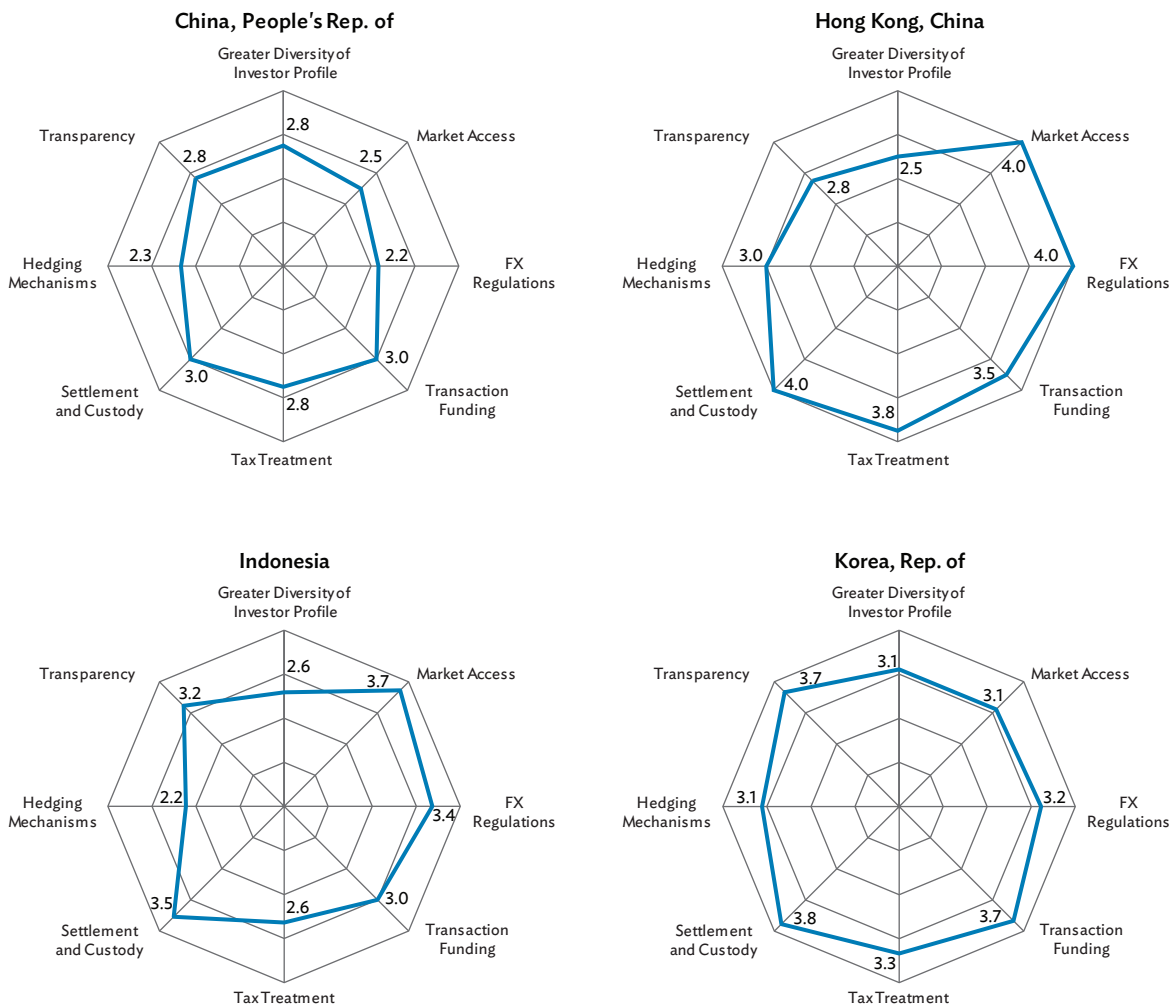 China, People's Rep. of
Greater Diversity of
Investor Profile
Transparency
Market Access
2.8
2.8
2.5
Hedging
Mechanisms
2.3
2.2
FX
Regulations
3.0
3.0
Settlement
and Custody
2.8
Transaction
Funding
Tax Treatment
Hong Kong, China
Greater Diversity of
Investor Profile
Transparency
Market Access
2.8
2.5
4.0
Hedging
Mechanisms
3.0
4.0
FX
Regulations
Settlement
and Custody
4.0
3.8
3.5
Transaction
Funding
Tax Treatment
Indonesia
Greater Diversity of
Investor Profile
Transparency
Market Access
3.2
2.6
3.7
Hedging
Mechanisms
2.2
3.4
FX
Regulations
3.5
2.6
3.0
Settlement
and Custody
Transaction
Funding
Tax Treatment
Korea, Rep. of
Greater Diversity of
Investor Profile
Transparency
Market Access
3.7
3.1
3.1
Hedging
Mechanisms
3.1
3.2
FX
Regulations
3.8
3.3
3.7
Settlement
and Custody
Transaction
Funding
Tax Treatment